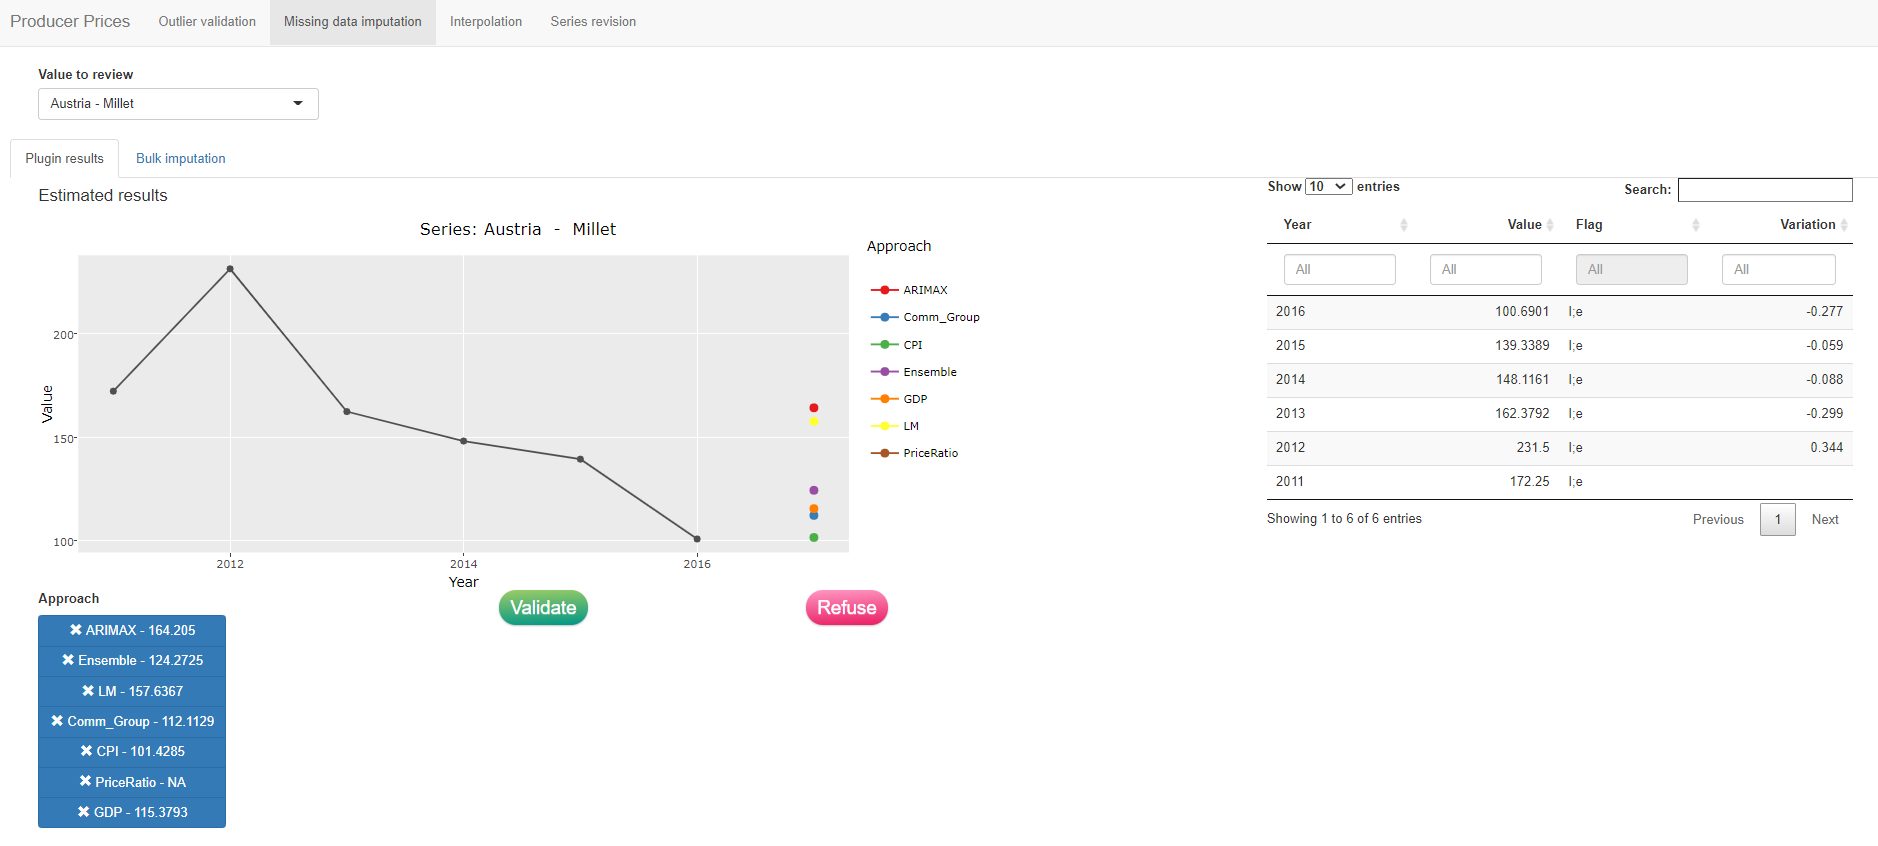 Producer Prices Outlier validation Missing data imputation Interpolation Series revision
Value to review
Austria - Millet
Plugin results Bulk imputation
Estimated results
Series: Austria - Millet
Value
200
150
100
2012 2014 2016
Year
Approach
ARIMAX
Comm_Group
CPI
Ensemble
GDP
LM
PriceRatio
Show 10 entries Search:
Year Value Flag Variation
All All All All
2016 100.6901 I;e -0.277
2015 139.3389 I;e -0.059
2014 148.1161 I;e -0.088
2013 162.3792 I;e -0.299
2012 231.5 I;e 0.344
2011 172.25 I;e
Showing 1 to 6 of 6 entries Previous 1 Next
Approach
Validate Refuse
ARIMAX - 164.205
Ensemble - 124.2725
LM - 157.6367
Comm_Group - 112.1129
CPI - 101.4285
PriceRatio - NA
GDP - 115.3793